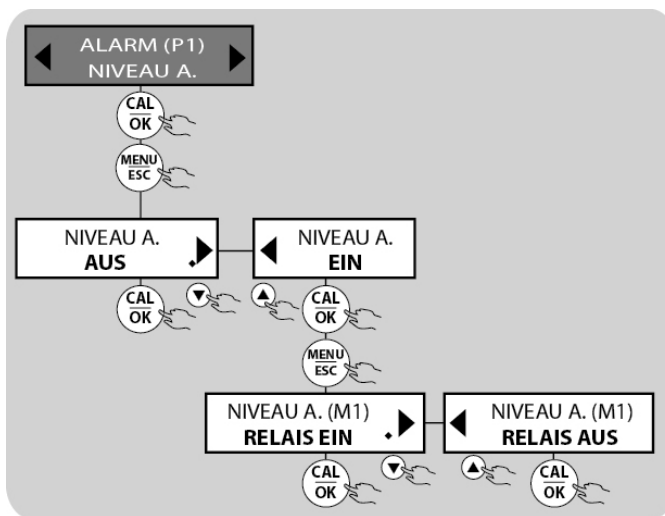 ALARM (P1)
NIVEAU A.
CAL
OK
MENU
ESC
NIVEAU A.
AUS
NIVEAU A.
EIN
CAL
OK
CAL
OK
MENU
ESC
NIVEAU A. (M1)
RELAIS EIN
NIVEAU A. (M1)
RELAIS AUS
CAL
OK
CAL
OK